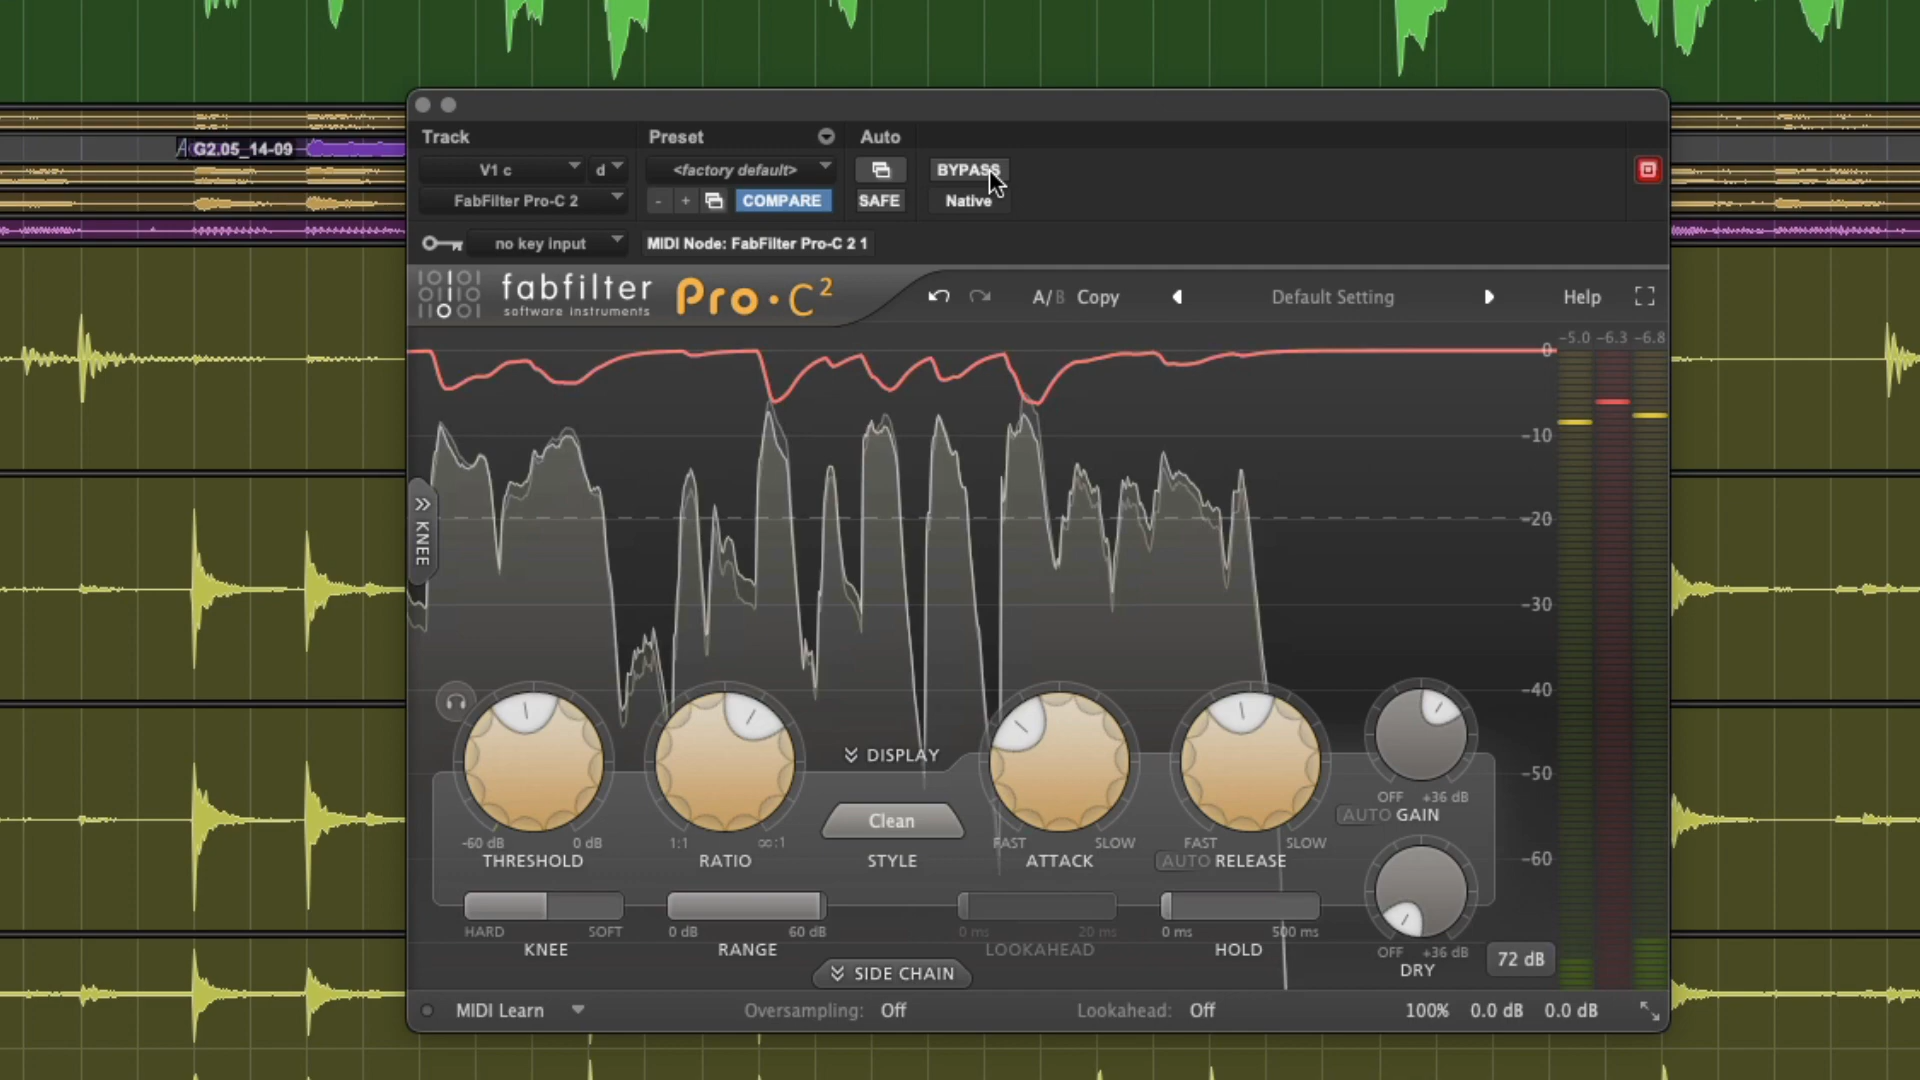 G2.05_14-09
Track
Preset
Auto
V1 c
d
<factory default>
BYPASS
FabFilter Pro-C 2
-
+
COMPARE
SAFE
Native
no key input
MIDI Node: FabFilter Pro-C 2 1
fabfilter
software instruments
Pro·C2
A/B
Copy
Default Setting
Help
-5.0 -6.3 -6.8
0
-10
-20
-30
-40
-50
-60
KNEE
DISPLAY
Clean
-60 dB
0 dB
THRESHOLD
1:1
∞:1
RATIO
STYLE
FAST
SLOW
ATTACK
FAST
SLOW
AUTO RELEASE
OFF
+36 dB
AUTO GAIN
HARD
SOFT
KNEE
0 dB
60 dB
RANGE
0 ms
20 ms
LOOKAHEAD
0 ms
500 ms
HOLD
OFF
+36 dB
DRY
72 dB
SIDE CHAIN
MIDI Learn
Oversampling: Off
Lookahead: Off
100%
0.0 dB
0.0 dB